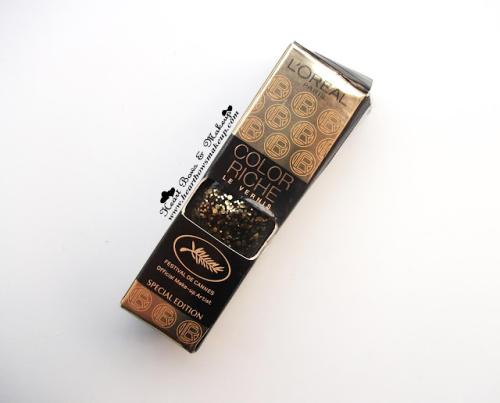 L'ORÉAL
PARIS
COLOR
RICHE
LE VERNIS
FESTIVAL DE CANNES
Official Make-up Artist
SPECIAL EDITION
Heart Bows & Makeup
www.heartbowsmakeup.com